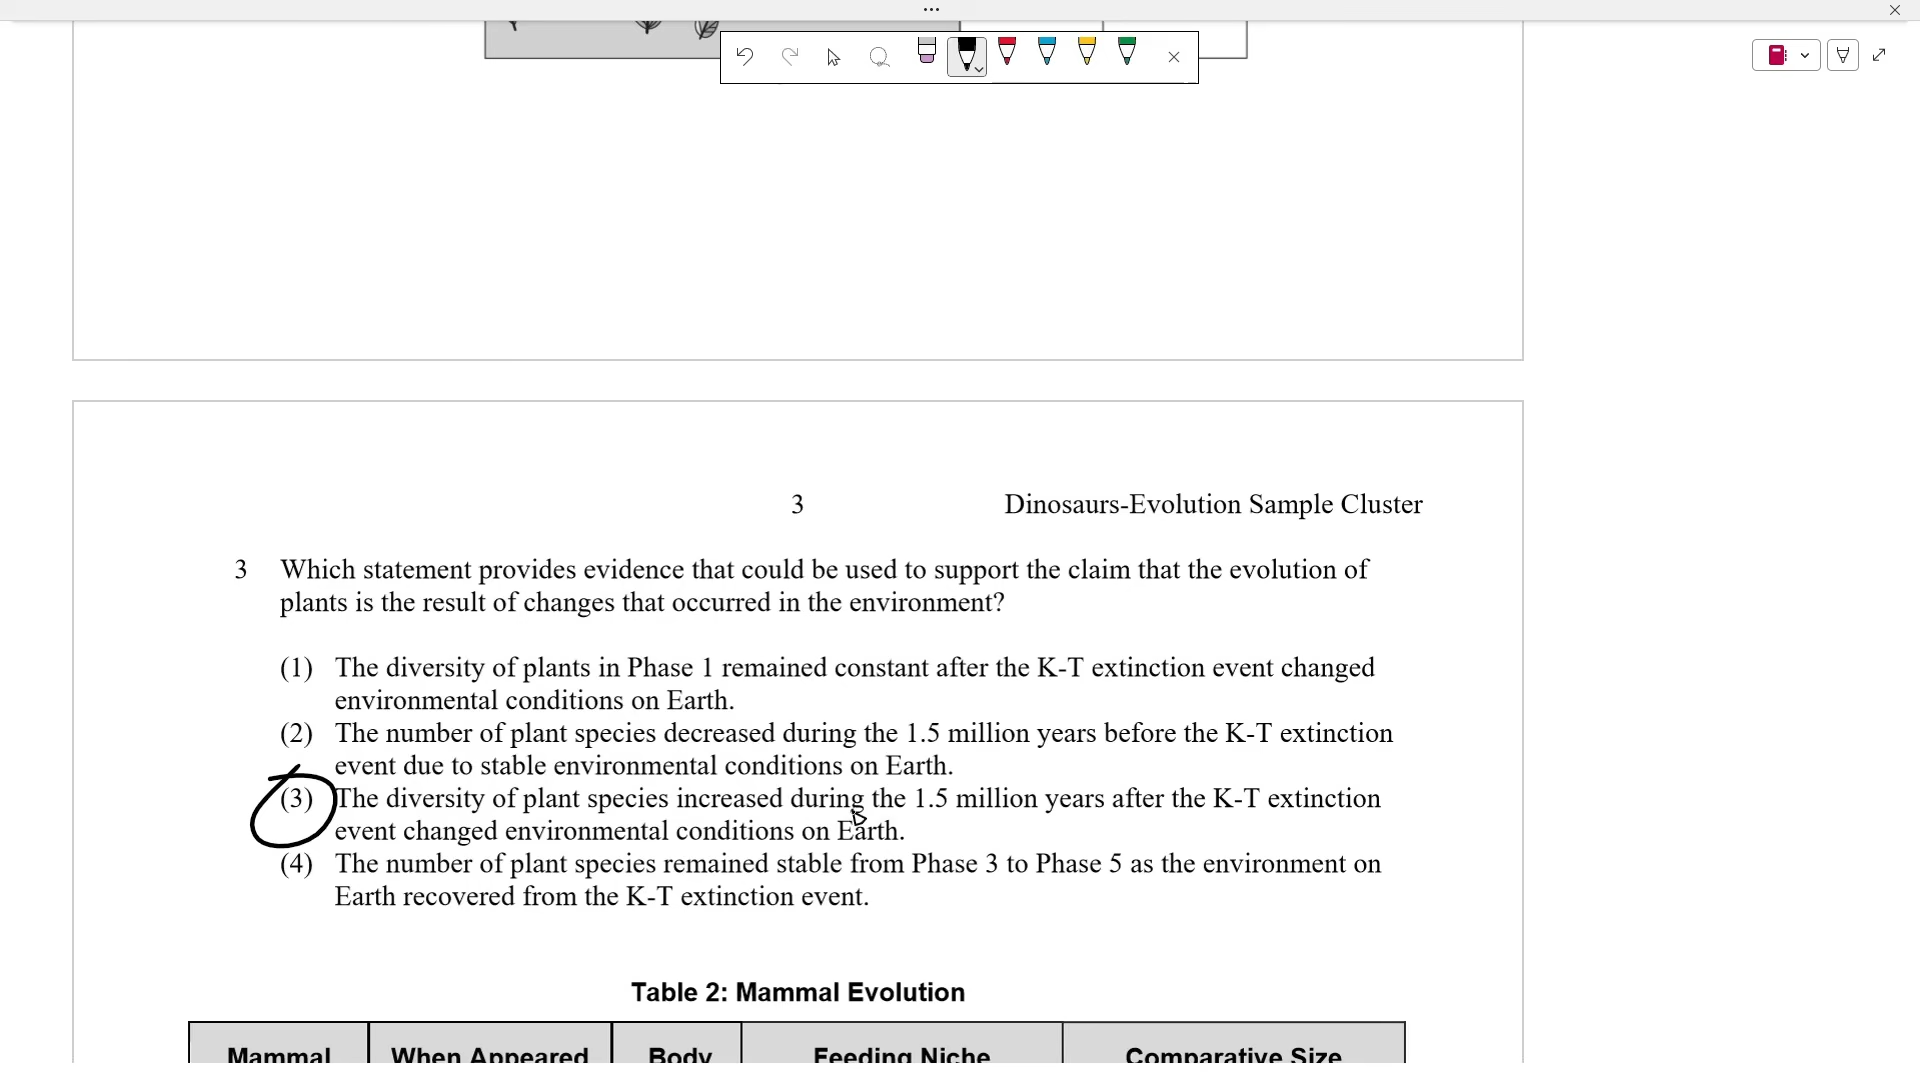 3 Dinosaurs-Evolution Sample Cluster
3 Which statement provides evidence that could be used to support the claim that the evolution of
plants is the result of changes that occurred in the environment?
(1) The diversity of plants in Phase 1 remained constant after the K-T extinction event changed
environmental conditions on Earth.
(2) The number of plant species decreased during the 1.5 million years before the K-T extinction
event due to stable environmental conditions on Earth.
(3) The diversity of plant species increased during the 1.5 million years after the K-T extinction
event changed environmental conditions on Earth.
(4) The number of plant species remained stable from Phase 3 to Phase 5 as the environment on
Earth recovered from the K-T extinction event.
Table 2: Mammal Evolution
Mammal When Appeared Body Feeding Niche Comparative Size